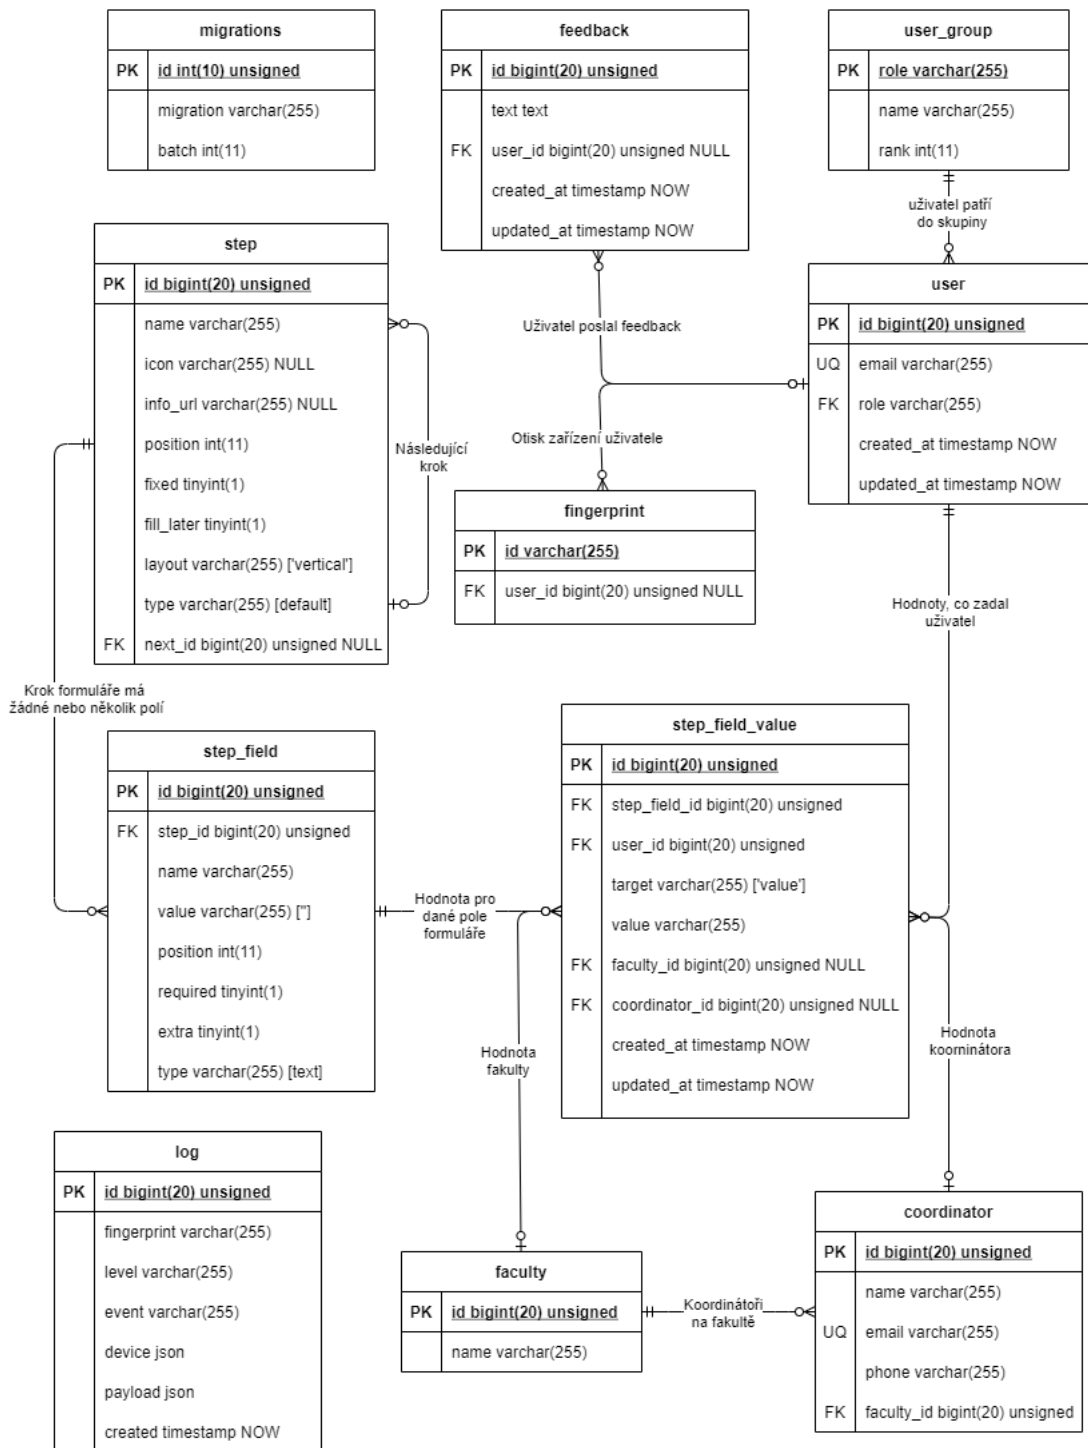 migrations
PK id int(10) unsigned
migration varchar(255)
batch int(11)
feedback
PK id bigint(20) unsigned
text text
FK user_id bigint(20) unsigned NULL
created_at timestamp NOW
updated_at timestamp NOW
user_group
PK role varchar(255)
name varchar(255)
rank int(11)
uživatel patří
do skupiny
step
PK id bigint(20) unsigned
name varchar(255)
icon varchar(255) NULL
info_url varchar(255) NULL
position int(11)
fixed tinyint(1)
fill_later tinyint(1)
layout varchar(255) ['vertical']
type varchar(255) [default]
FK next_id bigint(20) unsigned NULL
Následující
krok
Uživatel poslal feedback
Otisk zařízení uživatele
user
PK id bigint(20) unsigned
UQ email varchar(255)
FK role varchar(255)
created_at timestamp NOW
updated_at timestamp NOW
fingerprint
PK id varchar(255)
FK user_id bigint(20) unsigned NULL
Hodnoty, co zadal
uživatel
Krok formuláře má
žádné nebo několik polí
step_field
PK id bigint(20) unsigned
FK step_id bigint(20) unsigned
name varchar(255)
value varchar(255) ['']
position int(11)
required tinyint(1)
extra tinyint(1)
type varchar(255) [text]
Hodnota pro
dané pole
formuláře
step_field_value
PK id bigint(20) unsigned
FK step_field_id bigint(20) unsigned
FK user_id bigint(20) unsigned
target varchar(255) ['value']
value varchar(255)
FK faculty_id bigint(20) unsigned NULL
FK coordinator_id bigint(20) unsigned NULL
created_at timestamp NOW
updated_at timestamp NOW
Hodnota
fakulty
Hodnota
koorninátora
log
PK id bigint(20) unsigned
fingerprint varchar(255)
level varchar(255)
event varchar(255)
device json
payload json
created timestamp NOW
faculty
PK id bigint(20) unsigned
name varchar(255)
Koordinátoři
na fakultě
coordinator
PK id bigint(20) unsigned
name varchar(255)
UQ email varchar(255)
phone varchar(255)
FK faculty_id bigint(20) unsigned